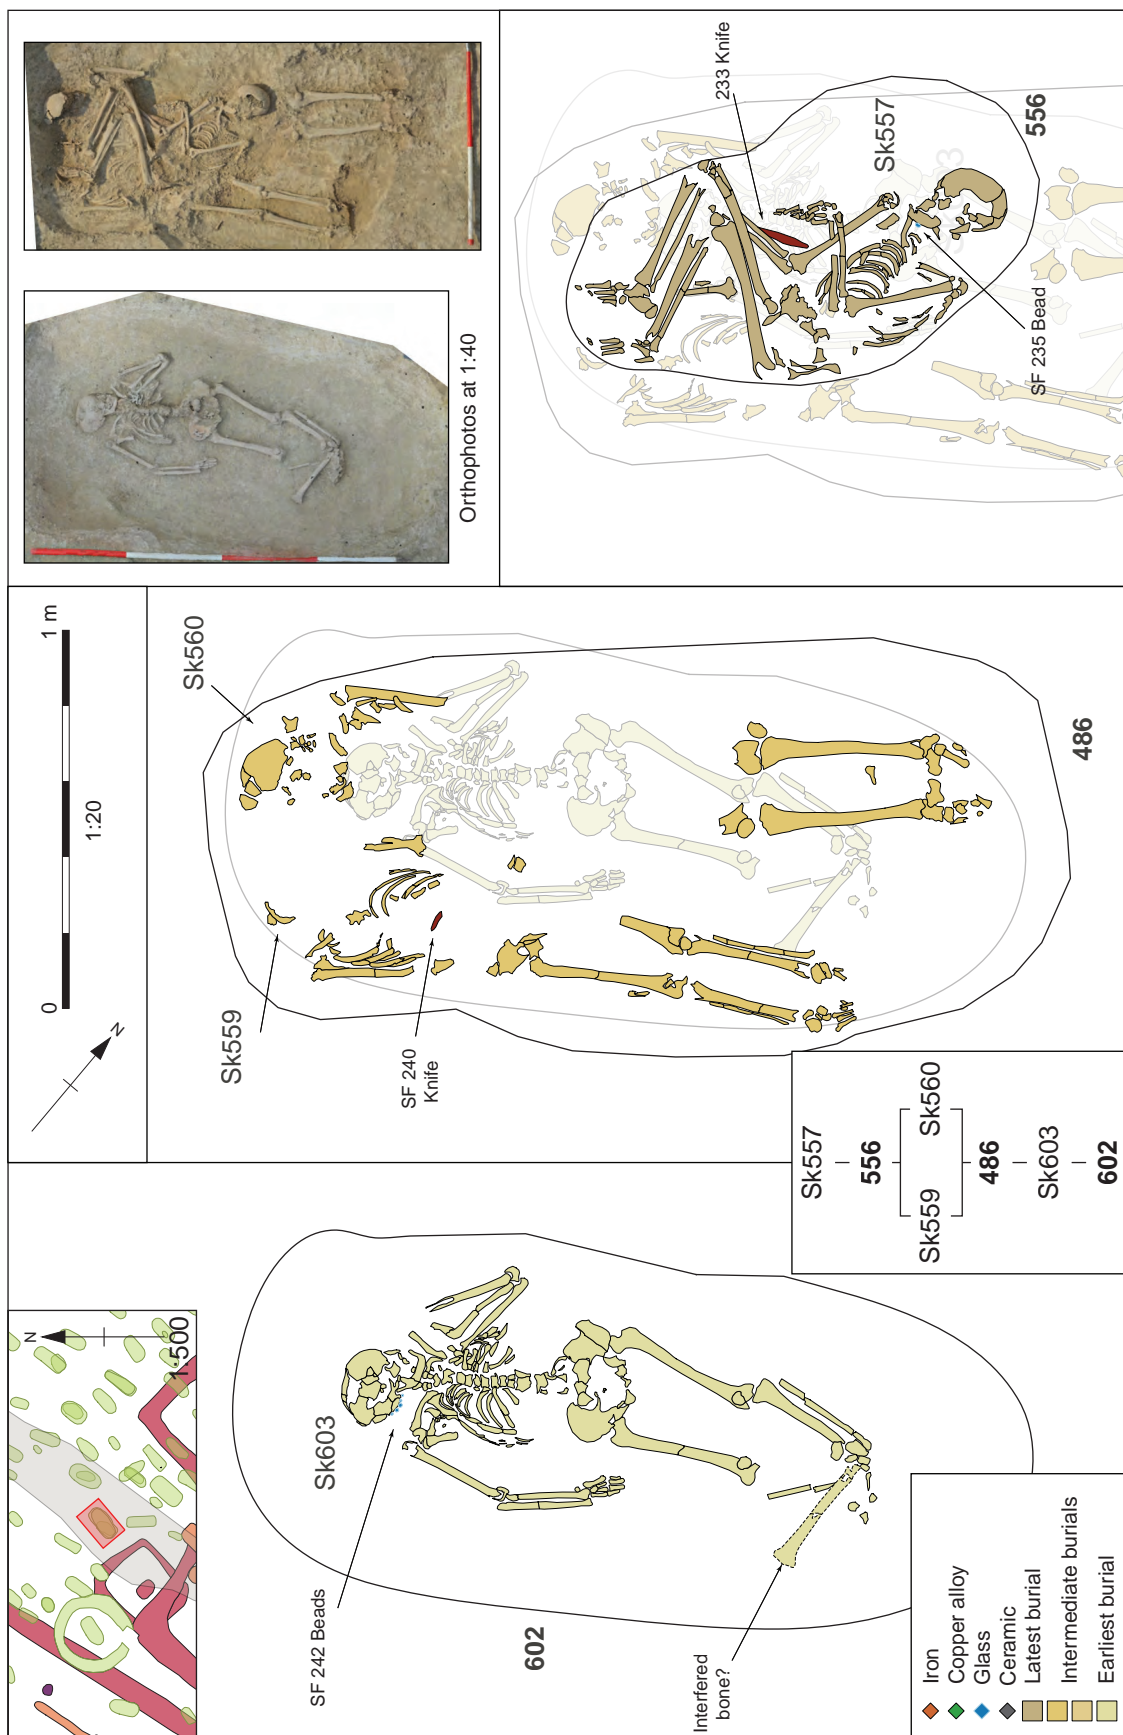 N
1:500
Sk603
SF 242 Beads
602
Interfered
bone?
Iron
Copper alloy
Glass
Ceramic
Latest burial
Intermediate burials
Earliest burial
N
0
1 m
1:20
Sk560
Sk559
SF 240
Knife
486
Sk557
556
Sk559
Sk560
486
Sk603
602
Orthophotos at 1:40
233 Knife
Sk557
556
SF 235 Bead